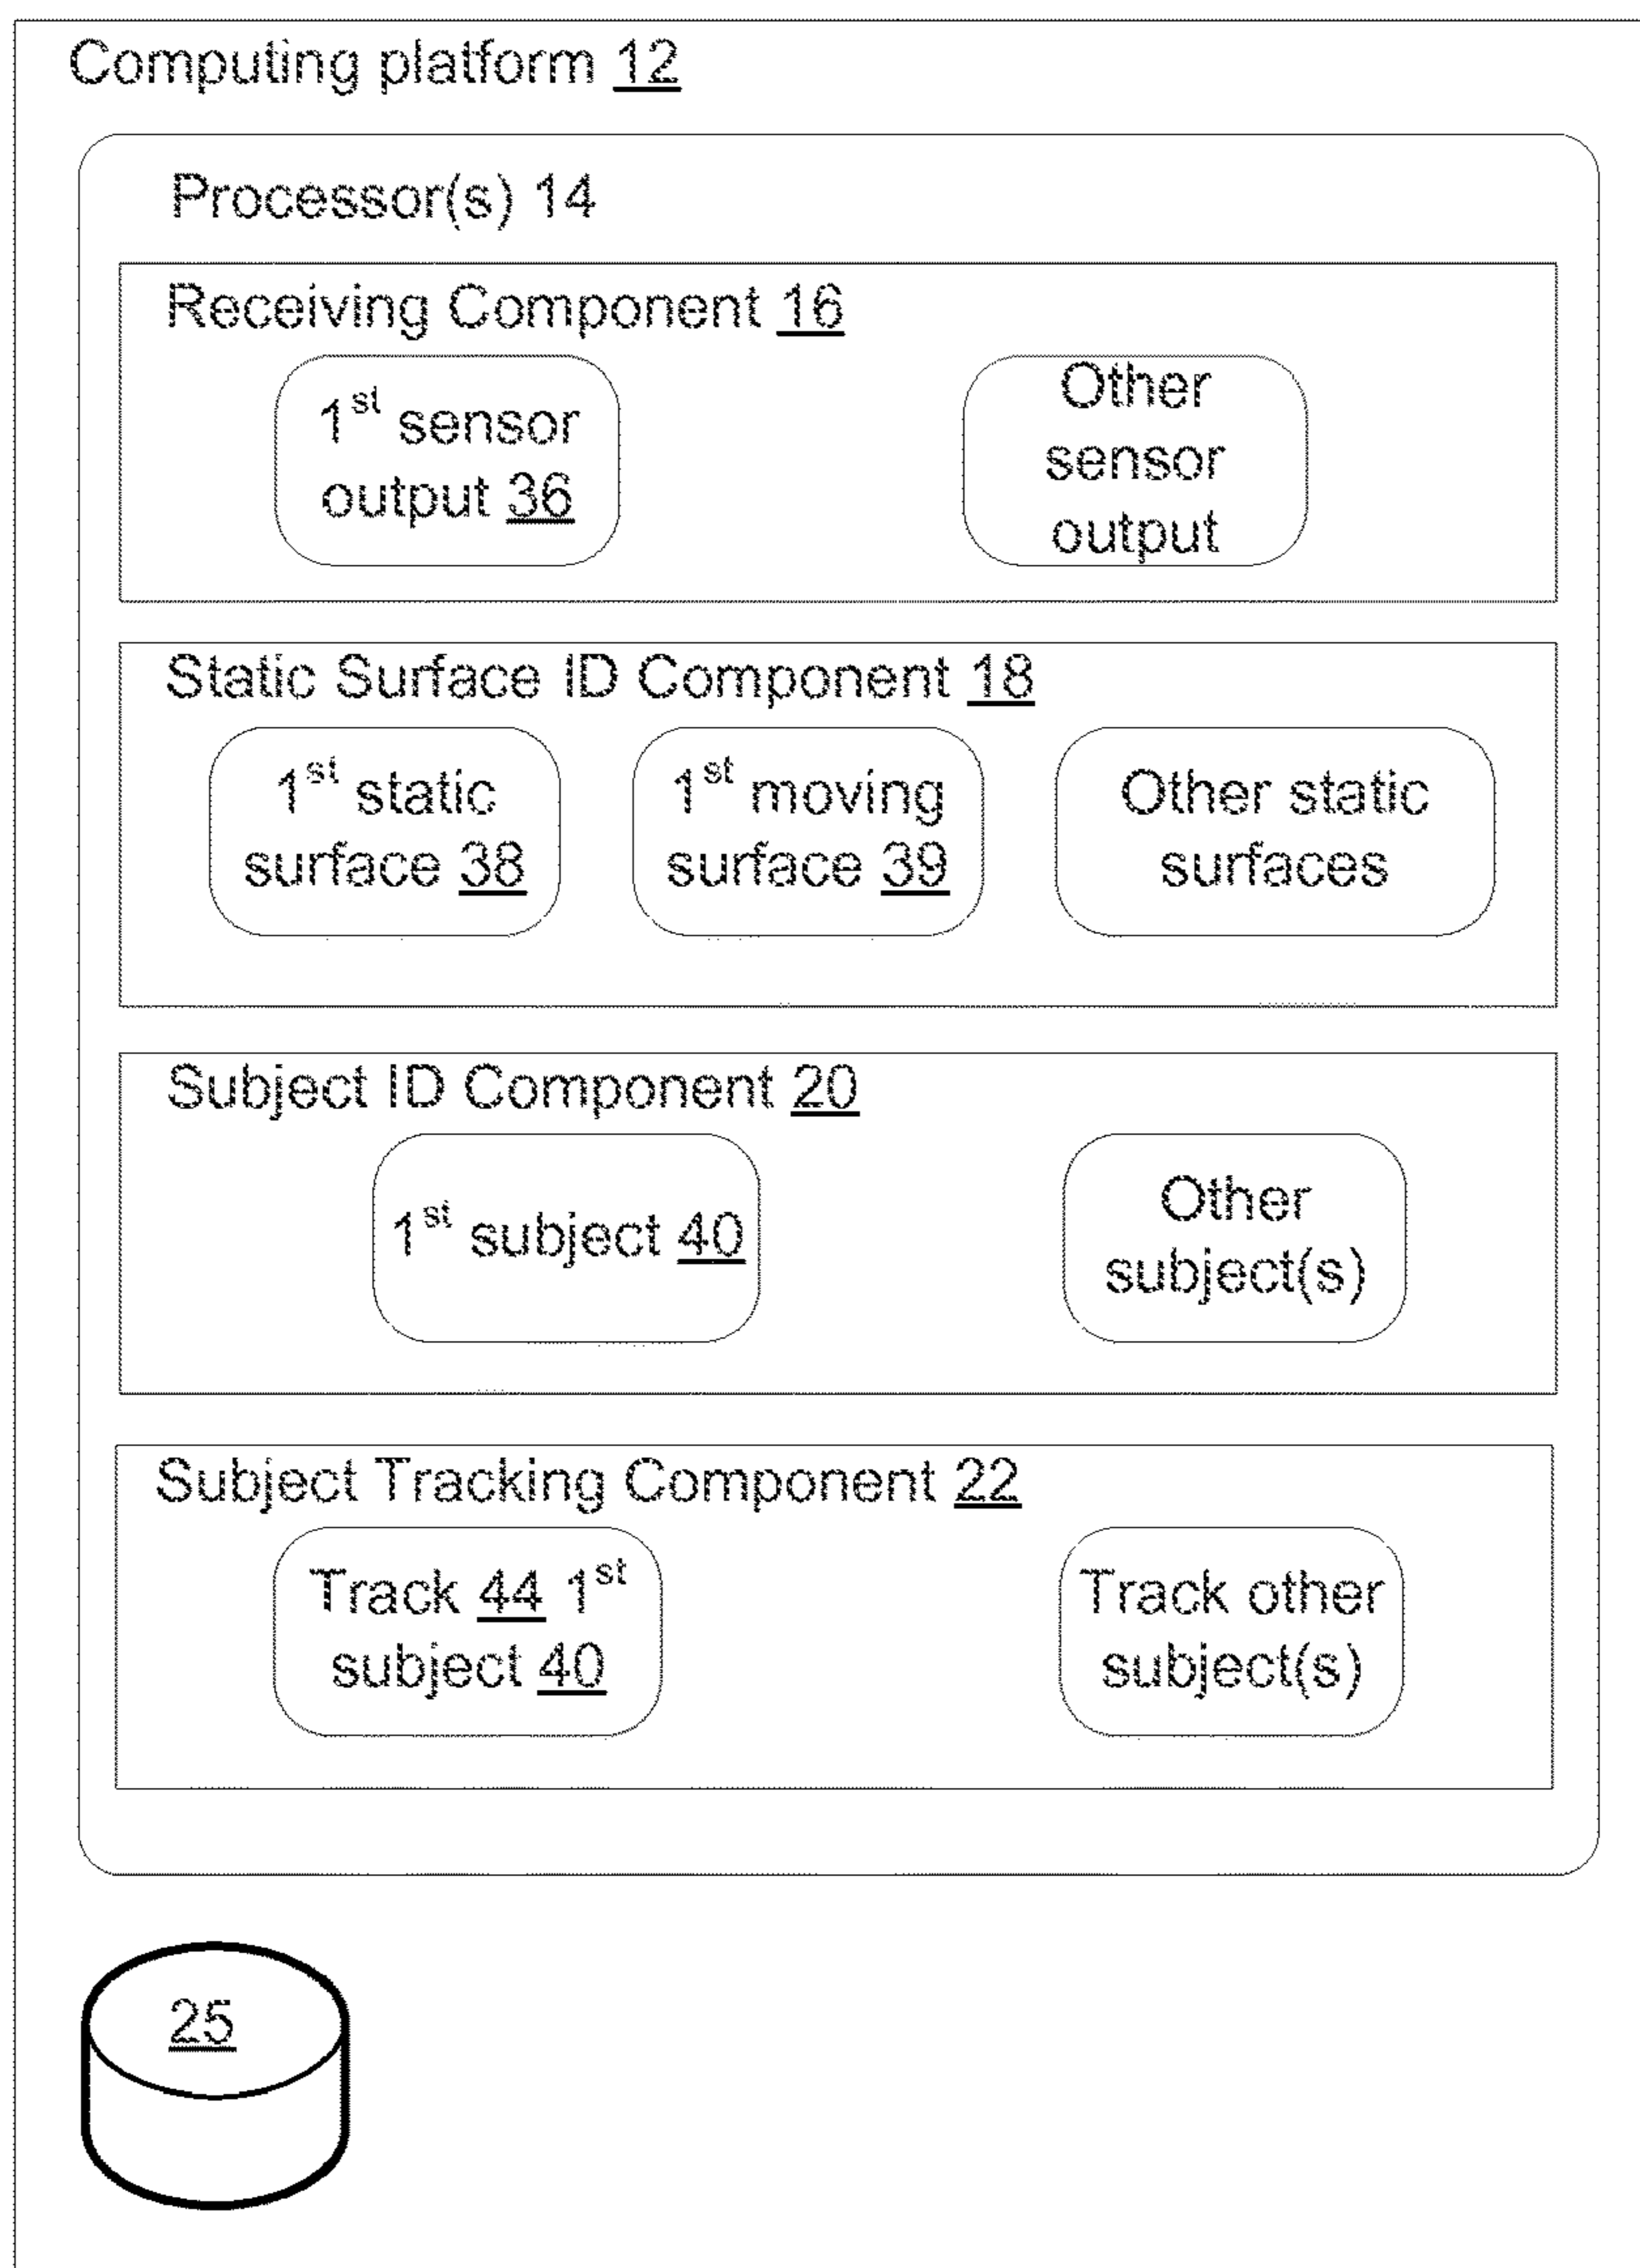 Computing platform 12
Processor(s) 14
Receiving Component 16
1st sensor
output 36
Other
sensor
output
Static Surface ID Component 18
1st static
surface 38
1st moving
surface 39
Other static
surfaces
Subject ID Component 20
1st subject 40
Other
subject(s)
Subject Tracking Component 22
Track 44 1st
subject 40
Track other
subject(s)
25